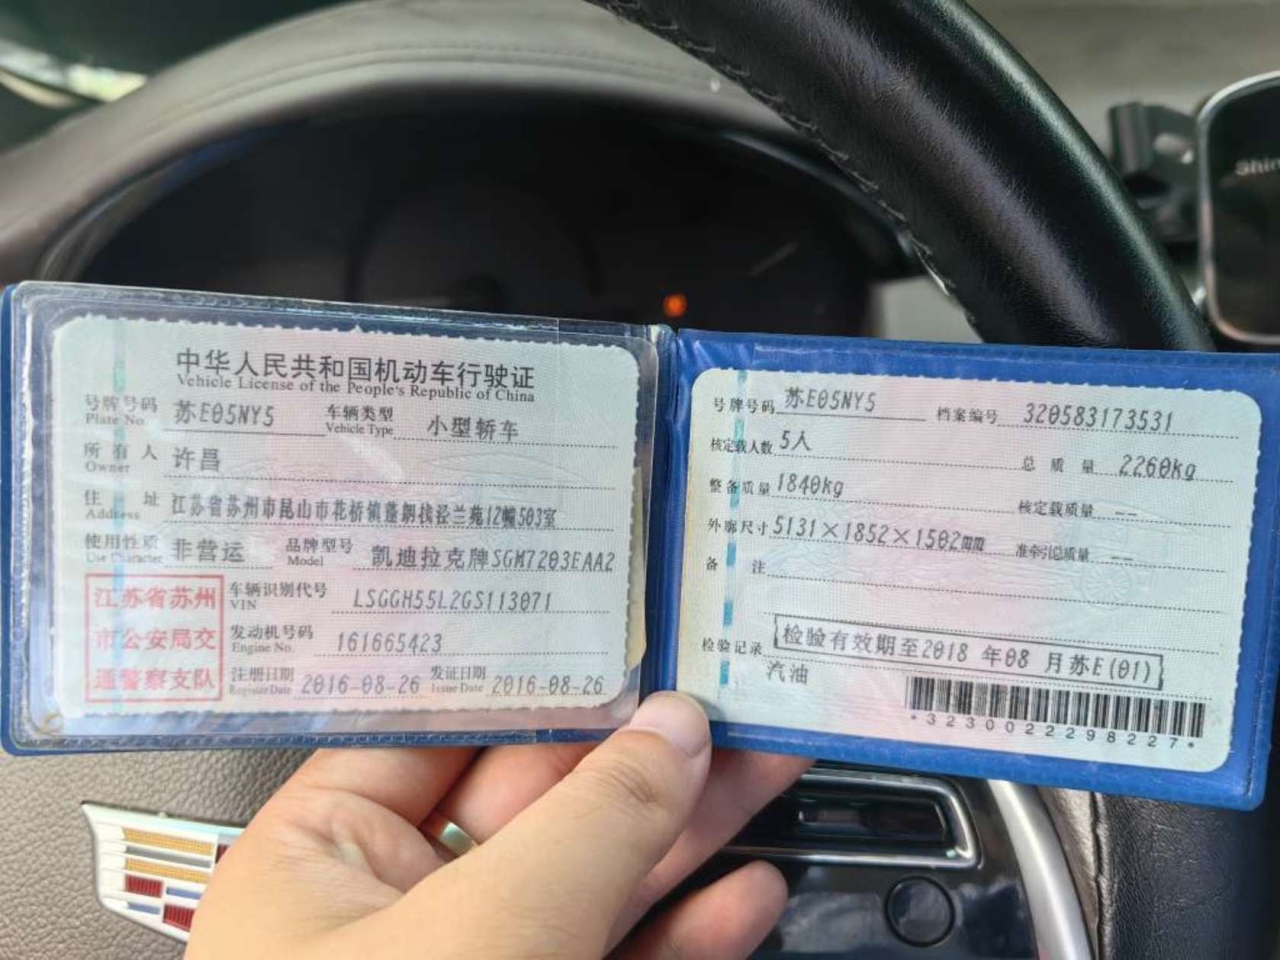 中华人民共和国机动车行驶证
Vehicle License of the People's Republic of China
号牌号码 苏E05NY5 车辆类型 小型轿车
Plate No. Vehicle Type
所有人 许昌
Owner
住址 江苏省苏州市昆山市花桥镇蓬朗栈泾兰苑12幢503室
Address
使用性质 非营运 品牌型号 凯迪拉克牌SGM7203EAA2
Use Character Model
江苏省苏州
市公安局交
通警察支队
车辆识别代号 LSGGH55L2GS113071
VIN
发动机号码 161665423
Engine No.
注册日期 2016-08-26 发证日期 2016-08-26
Register Date Issue Date
号牌号码 苏E05NY5 档案编号 320583173531
核定载人数 5人 总质量 2260kg
整备质量 1840kg 核定载质量 --
外廓尺寸 5131×1852×1502mm 准牵引总质量 --
备注
检验记录 检验有效期至2018年08月苏E(01)
汽油
*3230022298227*
Shin